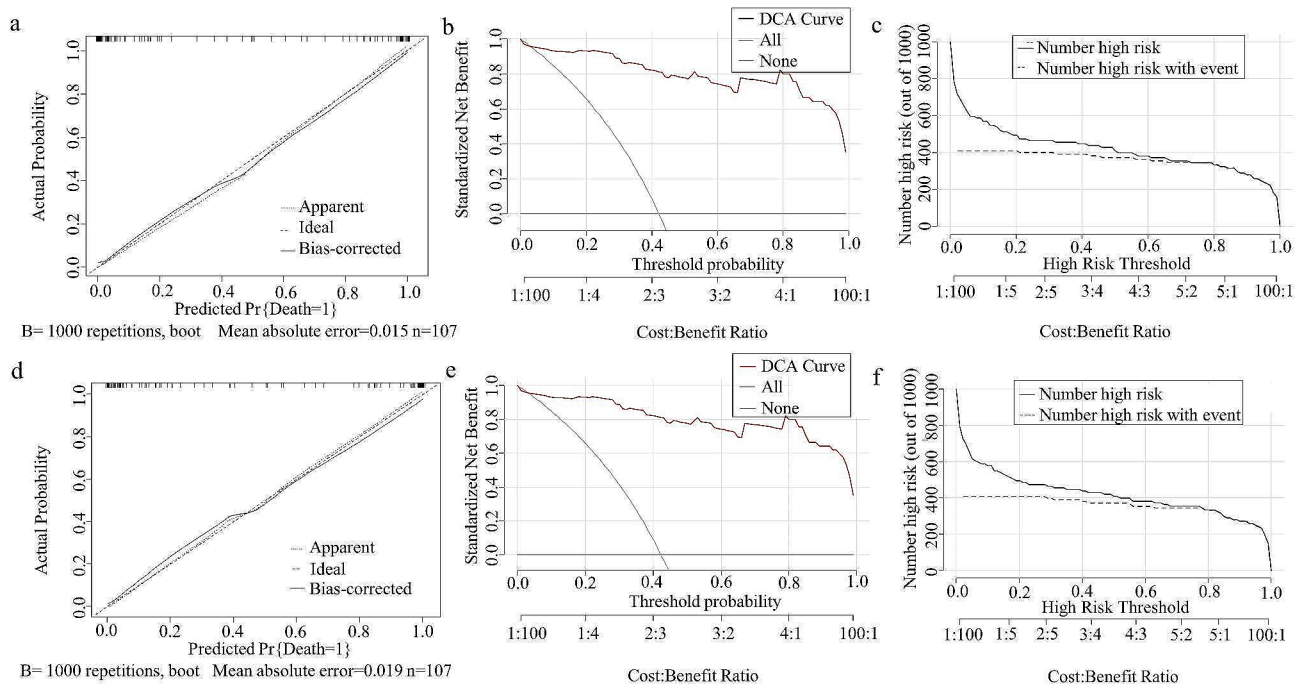 a
Actual Probability
0.0 0.2 0.4 0.6 0.8 1.0
Apparent
Ideal
Bias-corrected
0.0 0.2 0.4 0.6 0.8 1.0
Predicted Pr{Death=1}
B= 1000 repetitions, boot Mean absolute error=0.015 n=107
b
Standardized Net Benefit
0.0 0.2 0.4 0.6 0.8 1.0
DCA Curve
All
None
0.0 0.2 0.4 0.6 0.8 1.0
Threshold probability
1:100 1:4 2:3 3:2 4:1 100:1
Cost:Benefit Ratio
c
Number high risk (out of 1000)
0 200 400 600 800 1000
Number high risk
Number high risk with event
0.0 0.2 0.4 0.6 0.8 1.0
High Risk Threshold
1:100 1:5 2:5 3:4 4:3 5:2 5:1 100:1
Cost:Benefit Ratio
d
Actual Probability
0.0 0.2 0.4 0.6 0.8 1.0
Apparent
Ideal
Bias-corrected
0.0 0.2 0.4 0.6 0.8 1.0
Predicted Pr{Death=1}
B= 1000 repetitions, boot Mean absolute error=0.019 n=107
e
Standardized Net Benefit
0.0 0.2 0.4 0.6 0.8 1.0
DCA Curve
All
None
0.0 0.2 0.4 0.6 0.8 1.0
Threshold probability
1:100 1:4 2:3 3:2 4:1 100:1
Cost:Benefit Ratio
f
Number high risk (out of 1000)
0 200 400 600 800 1000
Number high risk
Number high risk with event
0.0 0.2 0.4 0.6 0.8 1.0
High Risk Threshold
1:100 1:5 2:5 3:4 4:3 5:2 5:1 100:1
Cost:Benefit Ratio